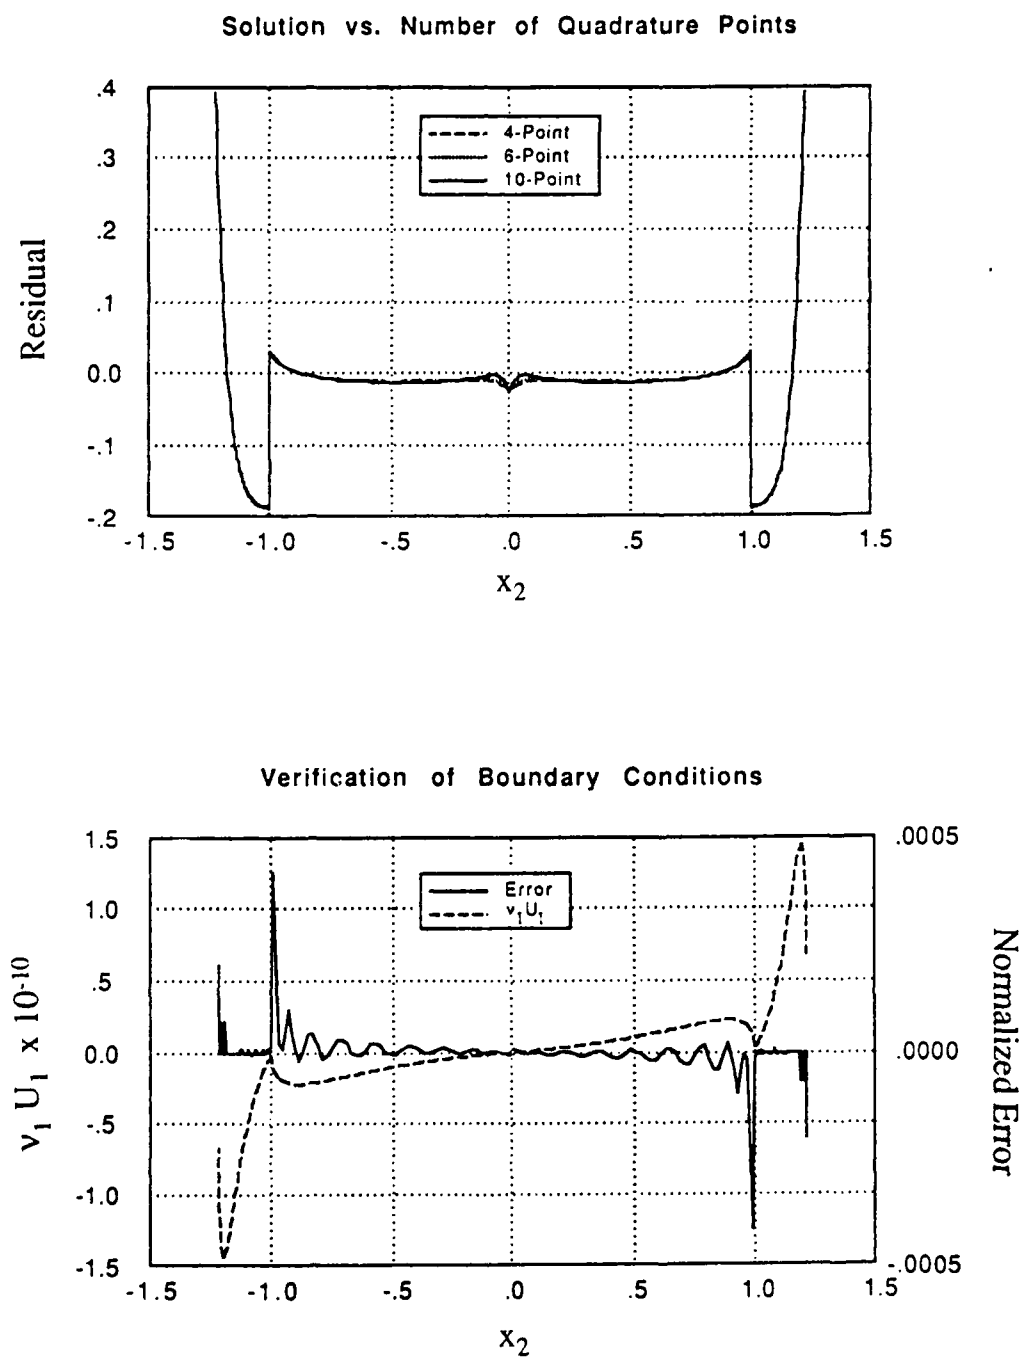 Solution vs. Number of Quadrature Points
.4
4-Point
6-Point
10-Point
.3
.2
.1
0.0
-.1
-.2
Residual
-1.5 -1.0 -.5 .0 .5 1.0 1.5
x₂
Verification of Boundary Conditions
1.5 .0005
Error
ν₁U₁
1.0
.5
0.0 .0000
-.5
-1.0
-1.5 -.0005
ν₁ U₁ x 10⁻¹⁰
Normalized Error
-1.5 -1.0 -.5 .0 .5 1.0 1.5
x₂